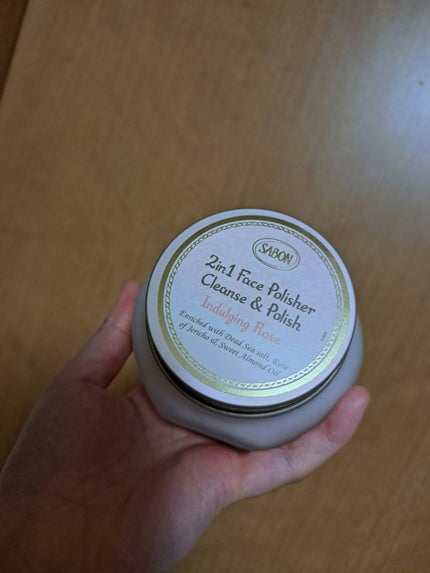 SABON
2in1 Face Polisher
Cleanse & Polish
Indulging Rose
Enriched with Dead Sea salt, Rose
of Jericho & Sweet Almond Oil